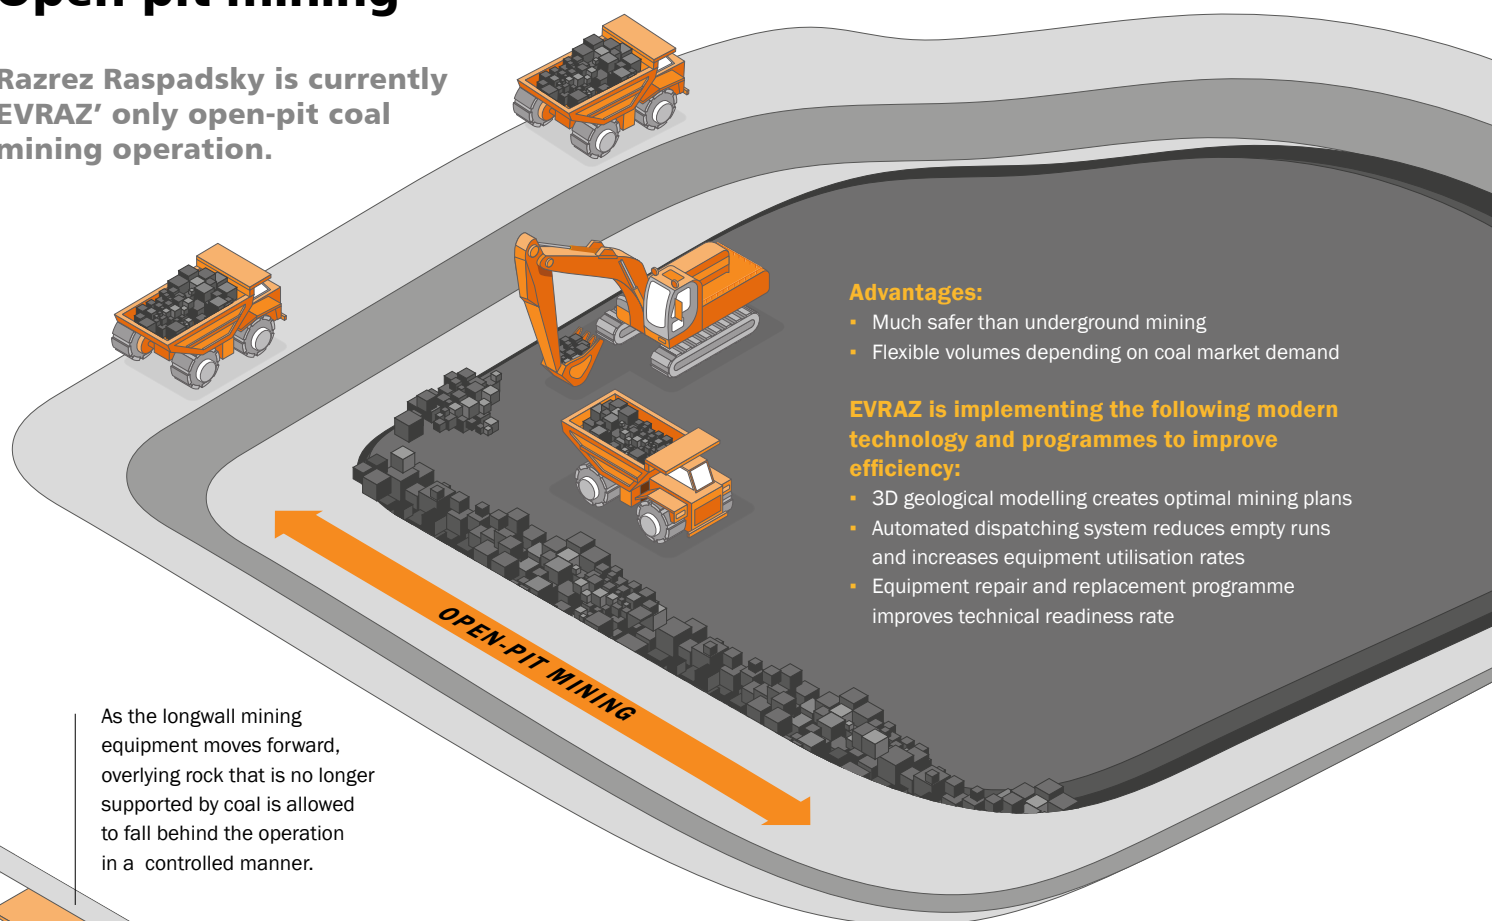 Open-pit mining
Razrez Raspadsky is currently
EVRAZ’ only open-pit coal
mining operation.
Advantages:
▪ Much safer than underground mining
▪ Flexible volumes depending on coal market demand
EVRAZ is implementing the following modern
technology and programmes to improve
efficiency:
▪ 3D geological modelling creates optimal mining plans
▪ Automated dispatching system reduces empty runs
and increases equipment utilisation rates
▪ Equipment repair and replacement programme
improves technical readiness rate
OPEN-PIT MINING
As the longwall mining
equipment moves forward,
overlying rock that is no longer
supported by coal is allowed
to fall behind the operation
in a controlled manner.